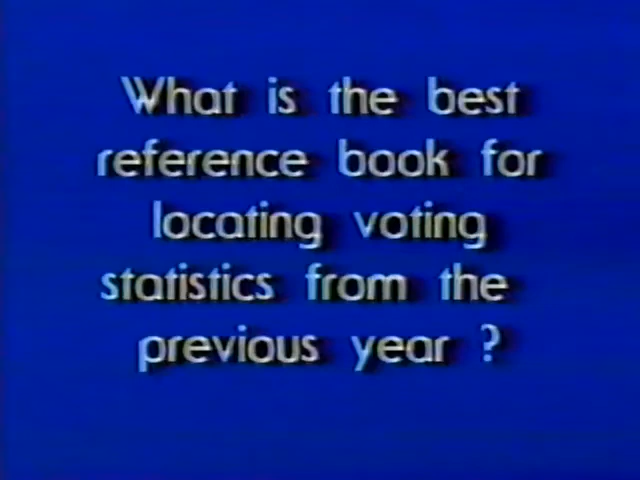 What is the best
reference book for
locating voting
statistics from the
previous year ?